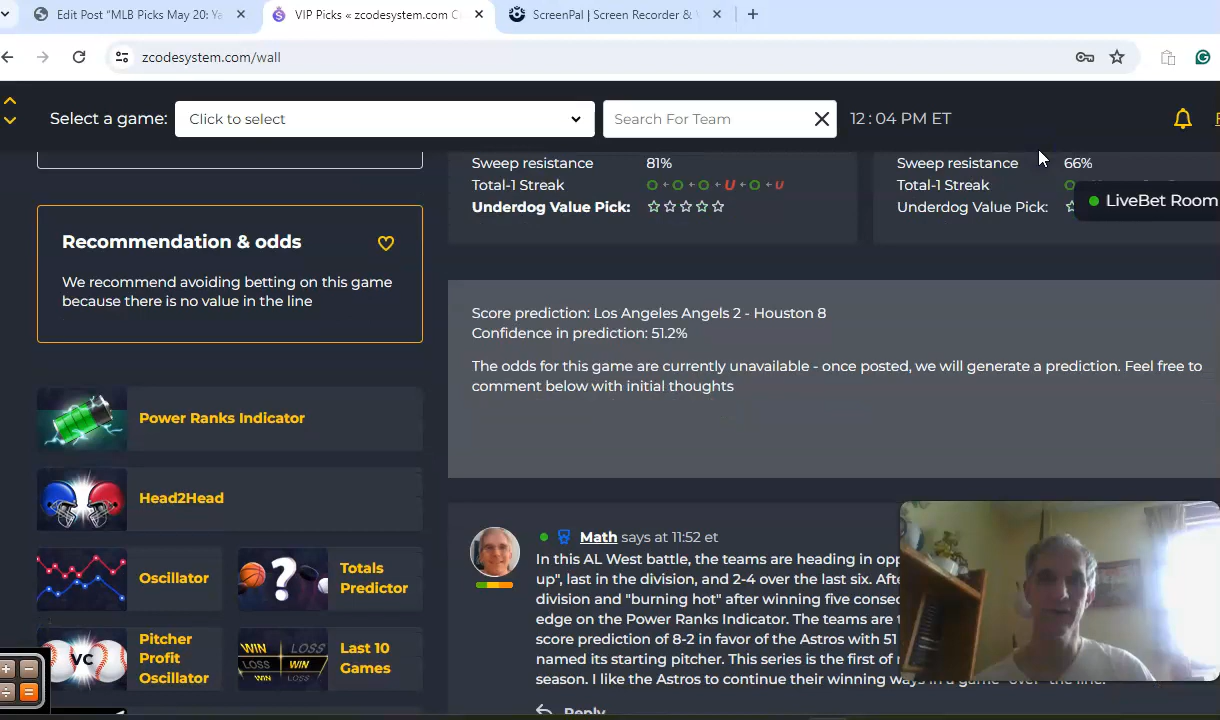 Edit Post "MLB Picks May 20: Ya
VIP Picks « zcodesystem.com C
ScreenPal | Screen Recorder &
zcodesystem.com/wall
Select a game:
Click to select
Search For Team
12 : 04 PM ET
Sweep resistance 81%
Total-1 Streak O ← O ← O ← U ← O ← U
Underdog Value Pick:
Sweep resistance 66%
Total-1 Streak O
Underdog Value Pick:
LiveBet Room
Recommendation & odds
We recommend avoiding betting on this game
because there is no value in the line
Score prediction: Los Angeles Angels 2 - Houston 8
Confidence in prediction: 51.2%
The odds for this game are currently unavailable - once posted, we will generate a prediction. Feel free to
comment below with initial thoughts
Power Ranks Indicator
Head2Head
Oscillator
Totals
Predictor
Pitcher
Profit
Oscillator
VC
WIN LOSS
LOSS WIN
WIN LOSS
Last 10
Games
Math says at 11:52 et
In this AL West battle, the teams are heading in opp
up", last in the division, and 2-4 over the last six. Afte
division and "burning hot" after winning five consec
edge on the Power Ranks Indicator. The teams are t
score prediction of 8-2 in favor of the Astros with 51
named its starting pitcher. This series is the first of
season. I like the Astros to continue their winning ways in a game "over" the line.
Reply